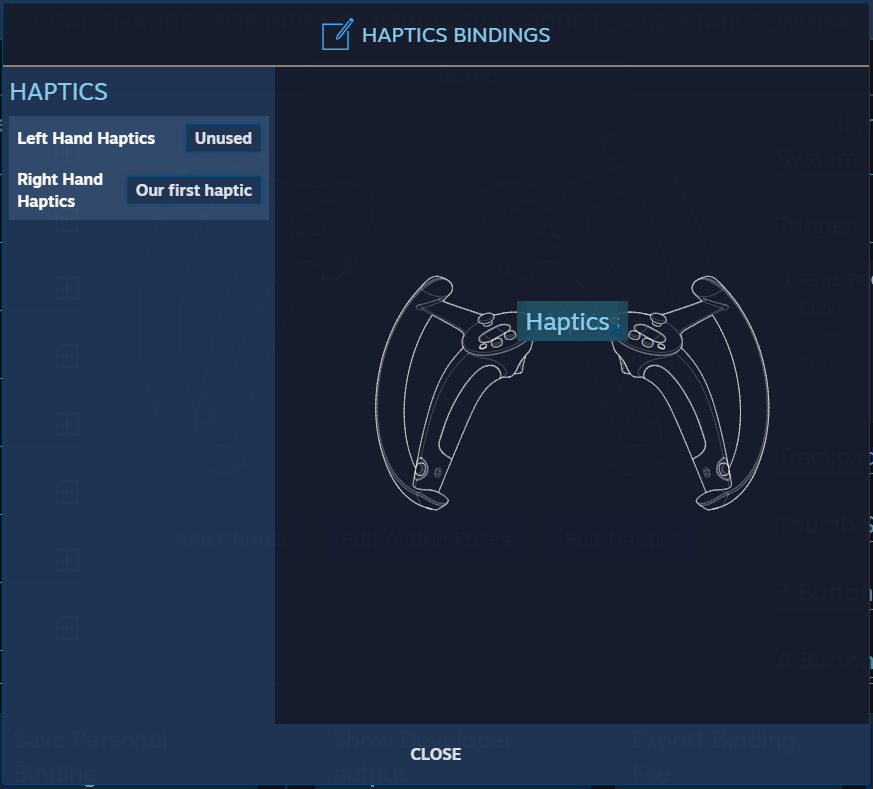 HAPTICS BINDINGS
HAPTICS
Left Hand Haptics
Unused
Right Hand
Haptics
Our first haptic
Haptics
CLOSE